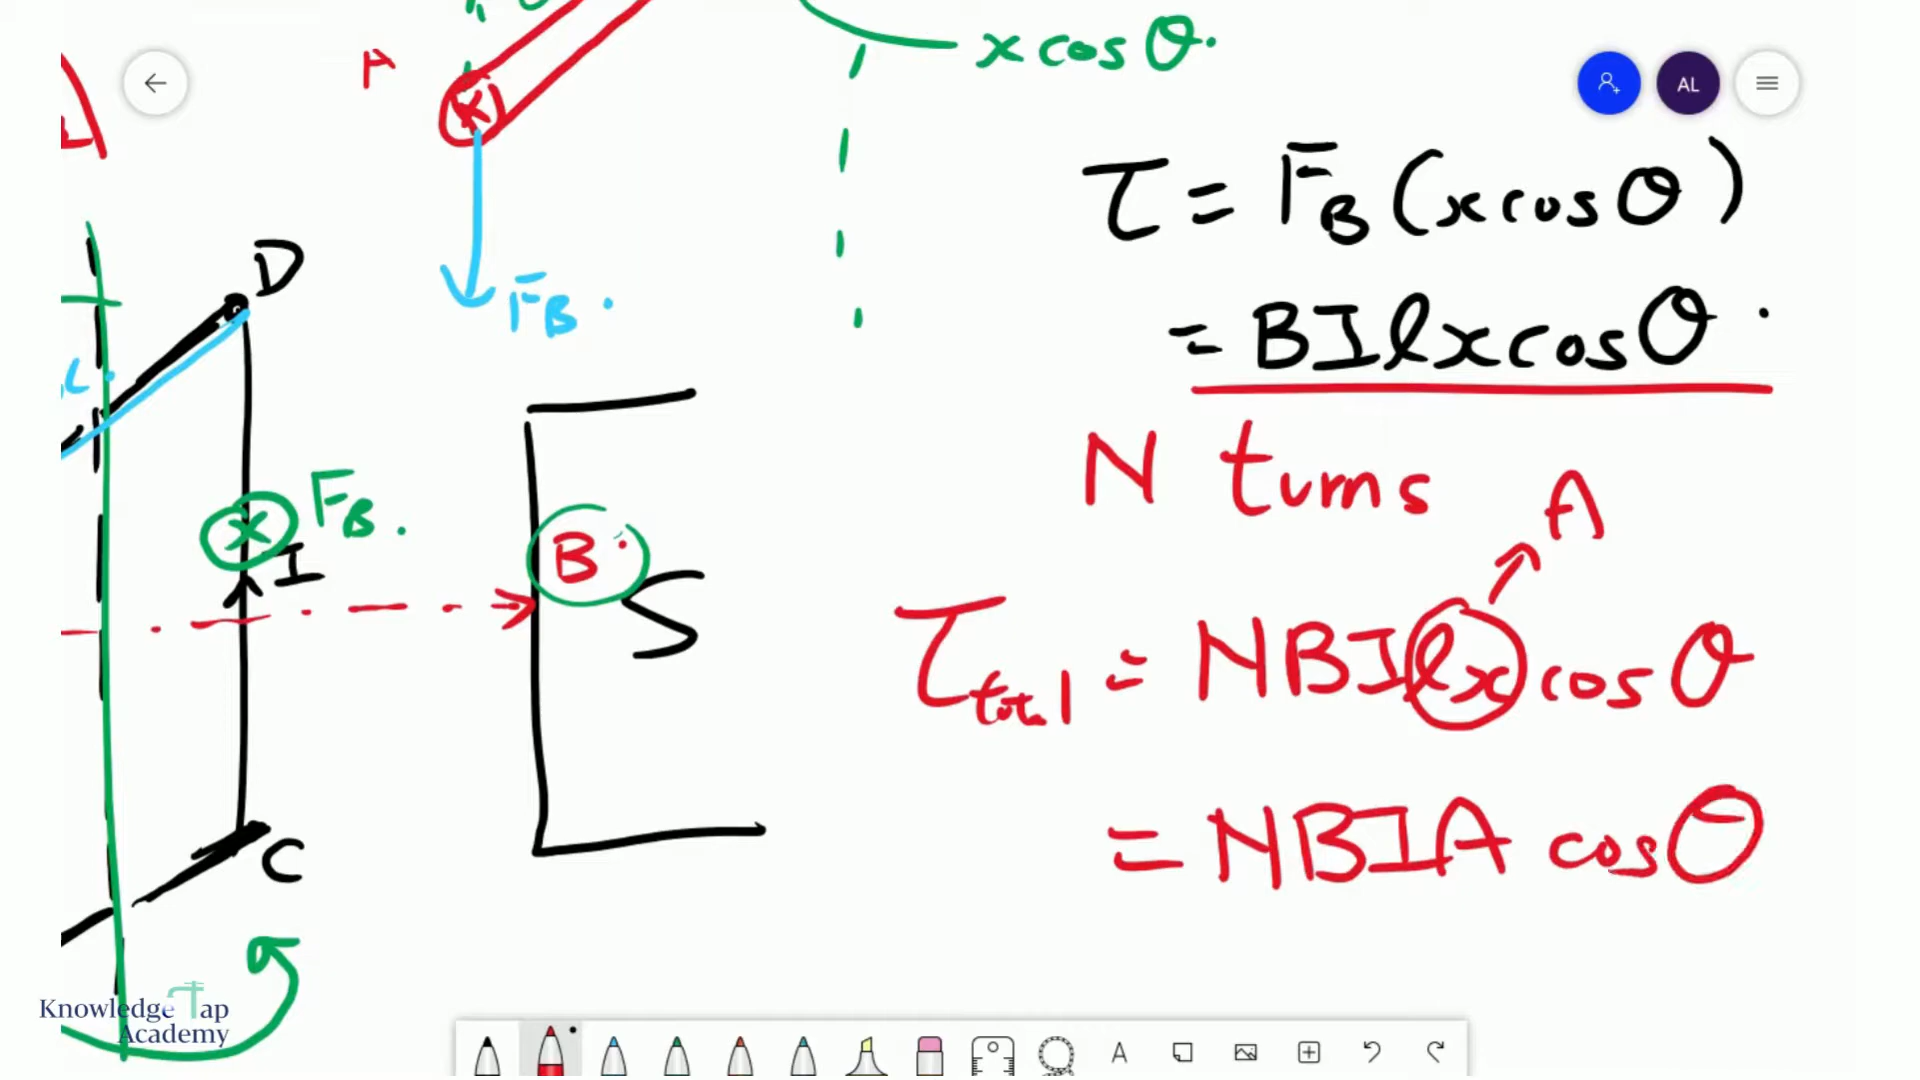 x cos θ.
A
AL
τ = F_B (x cos θ)
D
F_B .
= BIlx cos θ .
L .
N turns
A
F_B .
x
I
B .
S
τ_total = NBIlx cos θ
C
= NBIA cos θ
Knowledge Tap
Academy
A